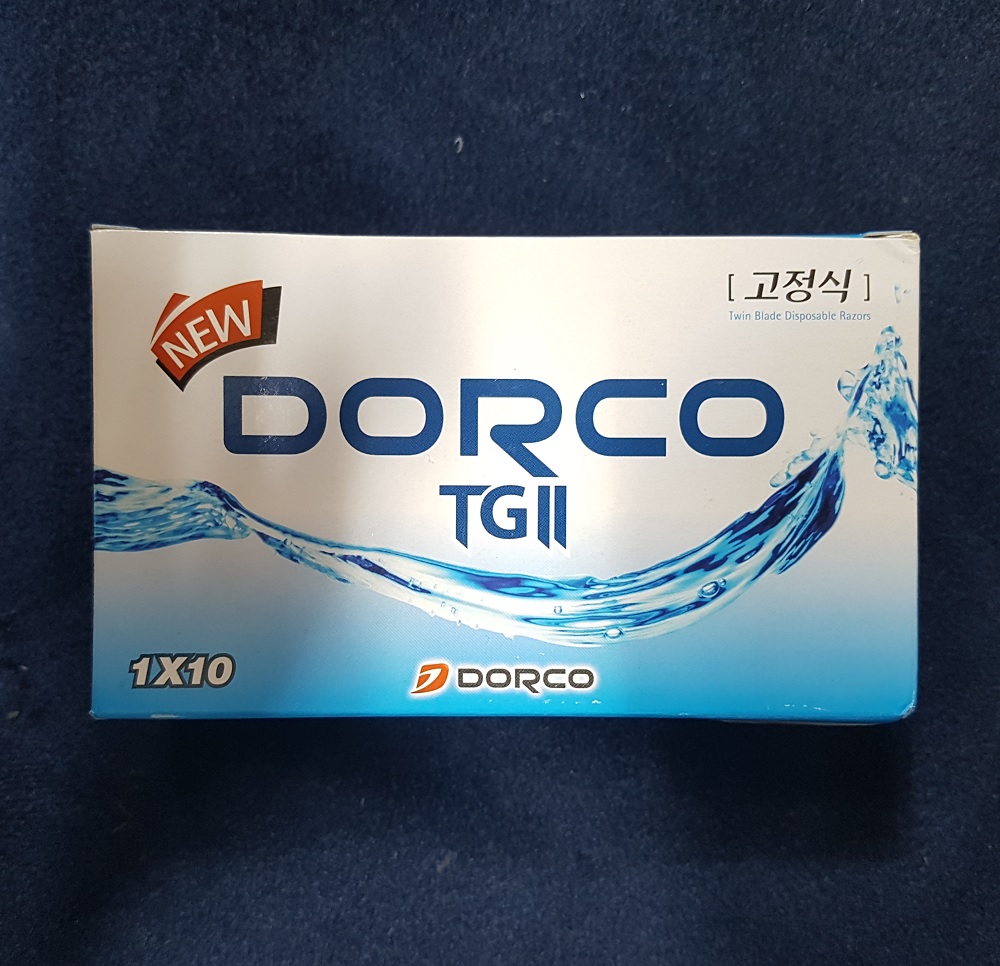 [ 고정식 ]
Twin Blade Disposable Razors
NEW
DORCO
TGII
1X10
DORCO